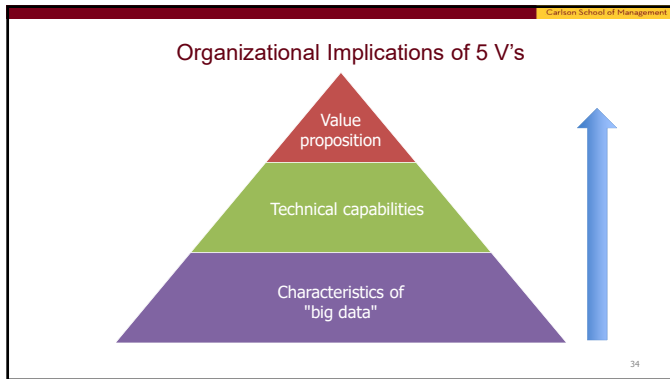 Carlson School of Management
Organizational Implications of 5 V's
Value
proposition
Technical capabilities
Characteristics of
"big data"
34